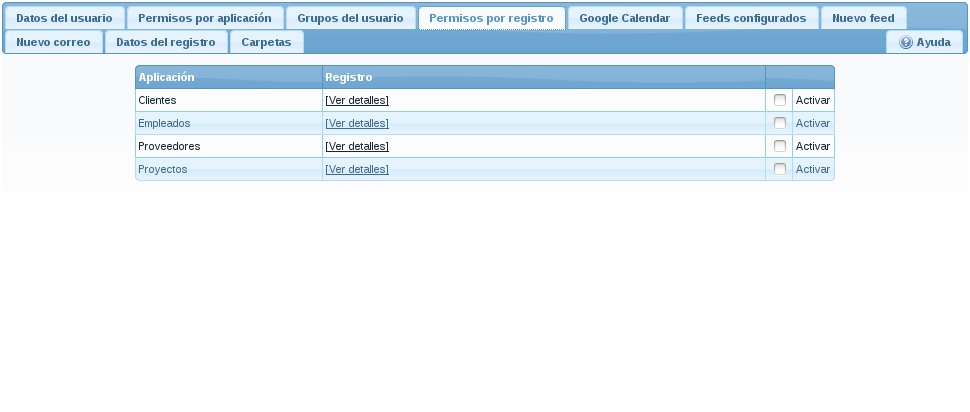 Datos del usuario Permisos por aplicación Grupos del usuario Permisos por registro Google Calendar Feeds configurados Nuevo feed
Nuevo correo Datos del registro Carpetas Ayuda
Aplicación Registro
Clientes [Ver detalles] Activar
Empleados [Ver detalles] Activar
Proveedores [Ver detalles] Activar
Proyectos [Ver detalles] Activar